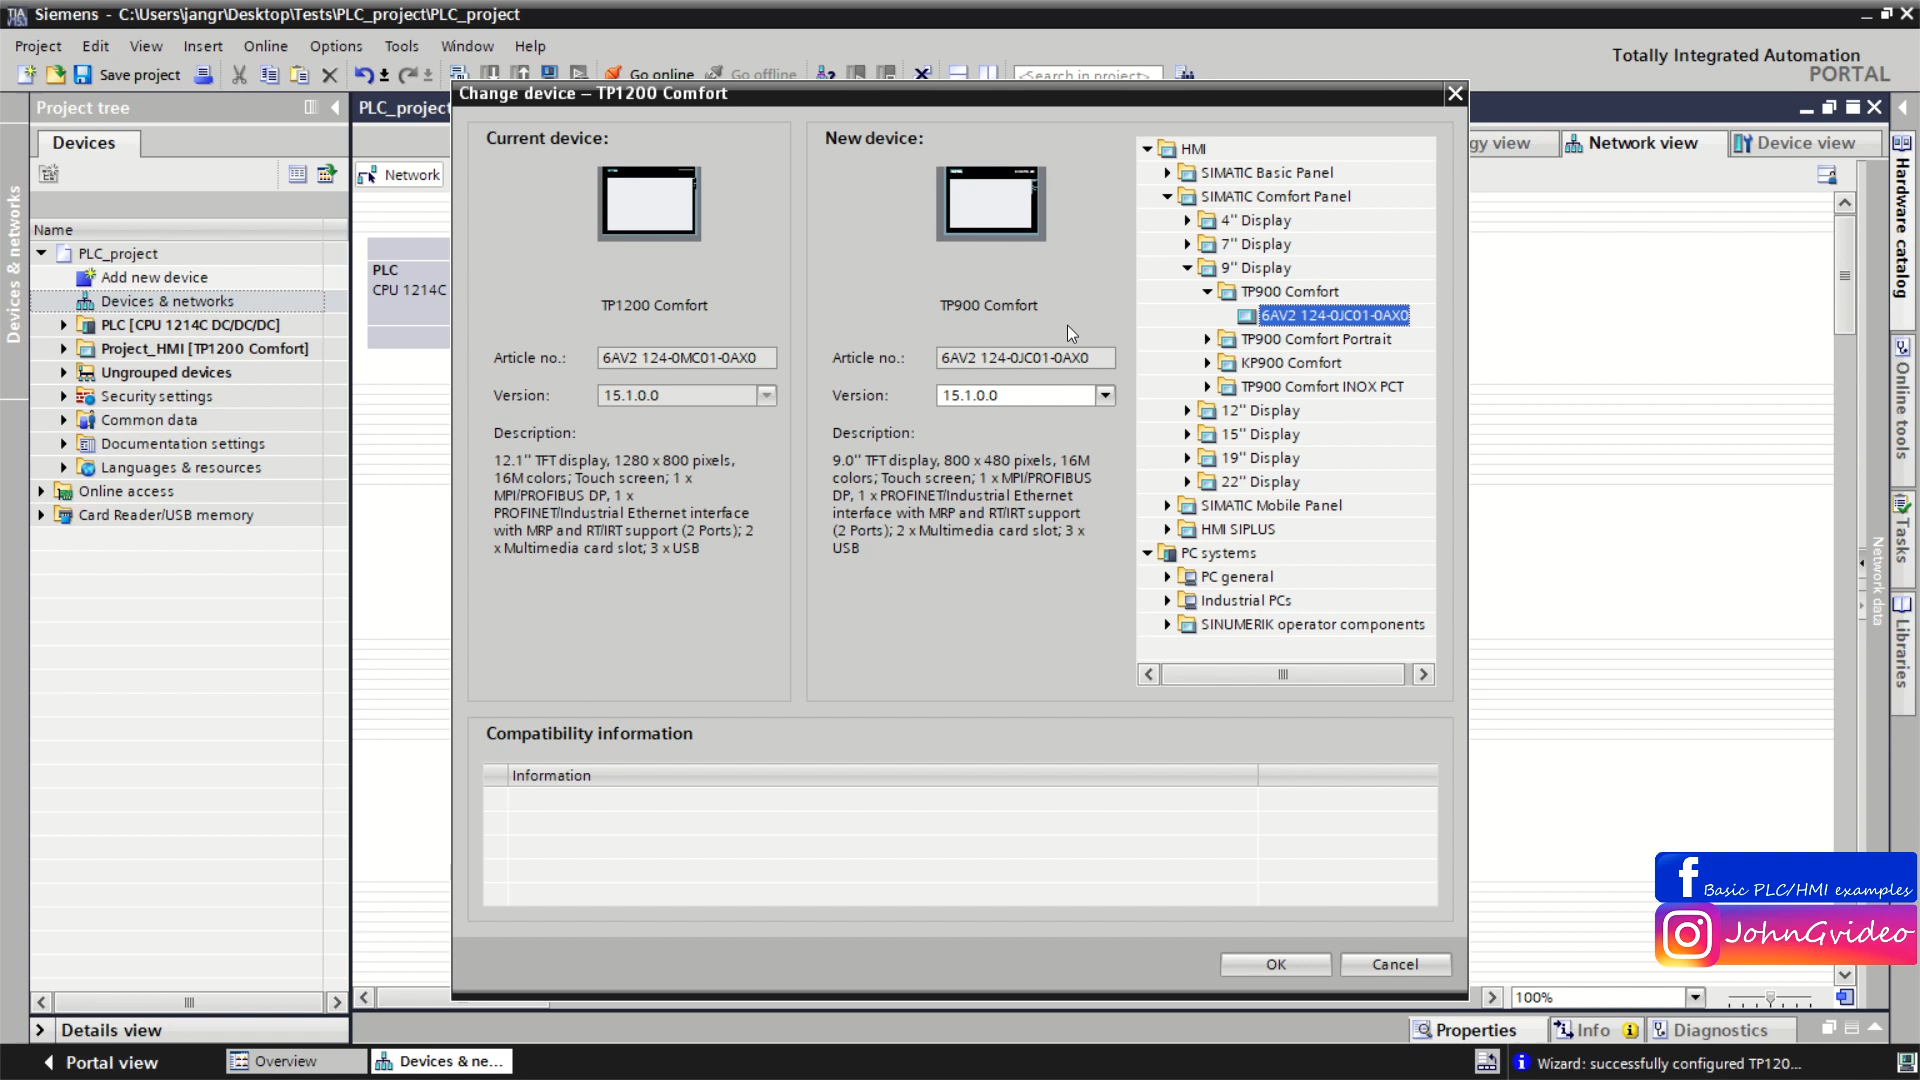 Siemens - C:\Users\jangr\Desktop\Tests\PLC_project\PLC_project
Project Edit View Insert Online Options Tools Window Help
Totally Integrated Automation
PORTAL
Save project
Go online
Go offline
<Search in project>
Project tree
PLC_project
Devices
Network
gy view
Network view
Device view
Name
PLC_project
Add new device
Devices & networks
PLC [CPU 1214C DC/DC/DC]
Project_HMI [TP1200 Comfort]
Ungrouped devices
Security settings
Common data
Documentation settings
Languages & resources
Online access
Card Reader/USB memory
Devices & networks
PLC
CPU 1214C
Change device – TP1200 Comfort
Current device:
TP1200 Comfort
Article no.: 6AV2 124-0MC01-0AX0
Version: 15.1.0.0
Description:
12.1" TFT display, 1280 x 800 pixels,
16M colors; Touch screen; 1 x
MPI/PROFIBUS DP, 1 x
PROFINET/Industrial Ethernet interface
with MRP and RT/IRT support (2 Ports); 2
x Multimedia card slot; 3 x USB
New device:
TP900 Comfort
Article no.: 6AV2 124-0JC01-0AX0
Version: 15.1.0.0
Description:
9.0" TFT display, 800 x 480 pixels, 16M
colors; Touch screen; 1 x MPI/PROFIBUS
DP, 1 x PROFINET/Industrial Ethernet
interface with MRP and RT/IRT support
(2 Ports); 2 x Multimedia card slot; 3 x
USB
HMI
SIMATIC Basic Panel
SIMATIC Comfort Panel
4" Display
7" Display
9" Display
TP900 Comfort
6AV2 124-0JC01-0AX0
TP900 Comfort Portrait
KP900 Comfort
TP900 Comfort INOX PCT
12" Display
15" Display
19" Display
22" Display
SIMATIC Mobile Panel
HMI SIPLUS
PC systems
PC general
Industrial PCs
SINUMERIK operator components
Compatibility information
Information
OK
Cancel
Network data
Hardware catalog
Online tools
Tasks
Libraries
Basic PLC/HMI examples
JohnGvideo
100%
Details view
Properties
Info
Diagnostics
Portal view
Overview
Devices & ne...
Wizard: successfully configured TP120...